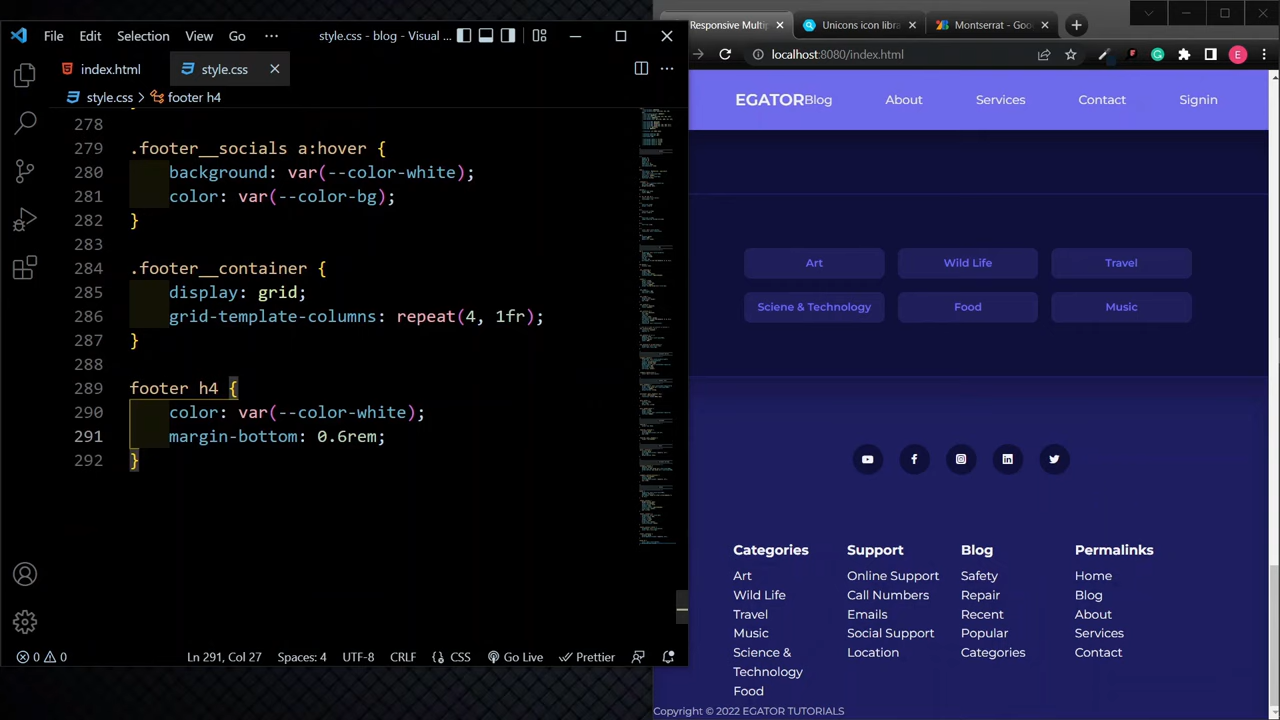 File Edit Selection View Go ··· style.css - blog - Visual ...
index.html style.css
style.css > footer h4
278
279 .footer__socials a:hover {
280 background: var(--color-white);
281 color: var(--color-bg);
282 }
283
284 .footer__container {
285 display: grid;
286 grid-template-columns: repeat(4, 1fr);
287 }
288
289 footer h4 {
290 color: var(--color-white);
291 margin-bottom: 0.6rem;
292 }
0 0 Ln 291, Col 27 Spaces: 4 UTF-8 CRLF CSS Go Live Prettier
Responsive Multi Unicons icon libra Montserrat - Goo
localhost:8080/index.html E
EGATOR Blog About Services Contact Signin
Art Wild Life Travel
Sciene & Technology Food Music
Categories Support Blog Permalinks
Art Online Support Safety Home
Wild Life Call Numbers Repair Blog
Travel Emails Recent About
Music Social Support Popular Services
Science & Location Categories Contact
Technology
Food
Copyright © 2022 EGATOR TUTORIALS